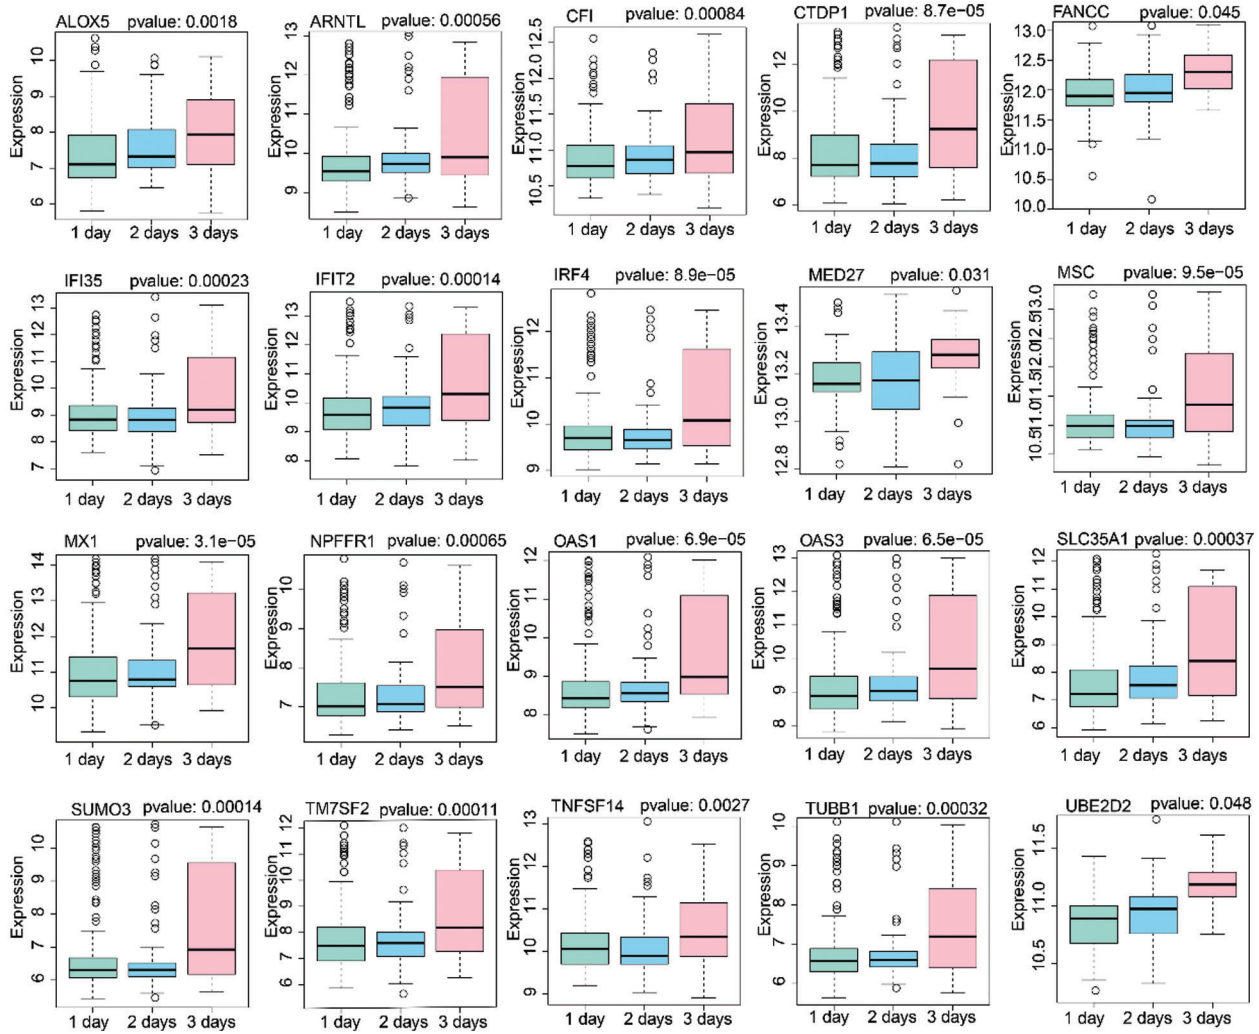 ALOX5 pvalue: 0.0018
Expression
10
9
8
7
6
1 day 2 days 3 days
ARNTL pvalue: 0.00056
Expression
13
12
11
10
9
1 day 2 days 3 days
CFI pvalue: 0.00084
Expression
12.5
12.0
11.5
11.0
10.5
1 day 2 days 3 days
CTDP1 pvalue: 8.7e−05
Expression
12
10
8
6
1 day 2 days 3 days
FANCC pvalue: 0.045
Expression
13.0
12.5
12.0
11.5
11.0
10.5
10.0
1 day 2 days 3 days
IFI35 pvalue: 0.00023
Expression
13
12
11
10
9
8
7
1 day 2 days 3 days
IFIT2 pvalue: 0.00014
Expression
13
12
11
10
9
8
1 day 2 days 3 days
IRF4 pvalue: 8.9e−05
Expression
12
11
10
9
1 day 2 days 3 days
MED27 pvalue: 0.031
Expression
13.4
13.2
13.0
12.8
1 day 2 days 3 days
MSC pvalue: 9.5e−05
Expression
13.0
12.5
12.0
11.5
11.0
10.5
1 day 2 days 3 days
MX1 pvalue: 3.1e−05
Expression
14
13
12
11
10
1 day 2 days 3 days
NPFFR1 pvalue: 0.00065
Expression
10
9
8
7
1 day 2 days 3 days
OAS1 pvalue: 6.9e−05
Expression
12
11
10
9
8
1 day 2 days 3 days
OAS3 pvalue: 6.5e−05
Expression
13
12
11
10
9
8
1 day 2 days 3 days
SLC35A1 pvalue: 0.00037
Expression
12
11
10
9
8
7
6
1 day 2 days 3 days
SUMO3 pvalue: 0.00014
Expression
10
9
8
7
6
1 day 2 days 3 days
TM7SF2 pvalue: 0.00011
Expression
12
11
10
9
8
7
6
1 day 2 days 3 days
TNFSF14 pvalue: 0.0027
Expression
13
12
11
10
9
1 day 2 days 3 days
TUBB1 pvalue: 0.00032
Expression
10
9
8
7
6
1 day 2 days 3 days
UBE2D2 pvalue: 0.048
Expression
11.5
11.0
10.5
1 day 2 days 3 days